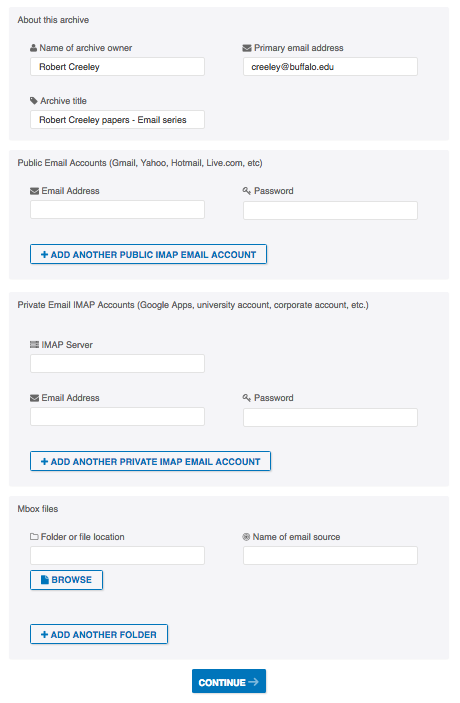 About this archive
Name of archive owner
Primary email address
Robert Creeley
creeley@buffalo.edu
Archive title
Robert Creeley papers - Email series
Public Email Accounts (Gmail, Yahoo, Hotmail, Live.com, etc)
Email Address
Password
+ ADD ANOTHER PUBLIC IMAP EMAIL ACCOUNT
Private Email IMAP Accounts (Google Apps, university account, corporate account, etc.)
IMAP Server
Email Address
Password
+ ADD ANOTHER PRIVATE IMAP EMAIL ACCOUNT
Mbox files
Folder or file location
Name of email source
BROWSE
+ ADD ANOTHER FOLDER
CONTINUE →